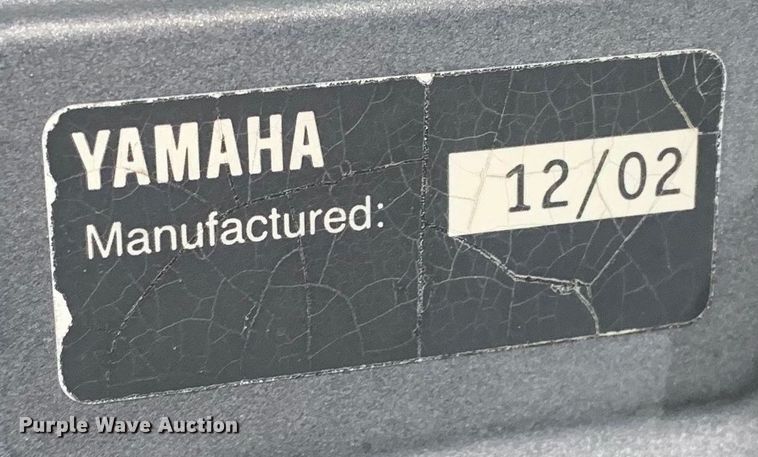 YAMAHA
Manufactured: 12/02
Purple Wave Auction